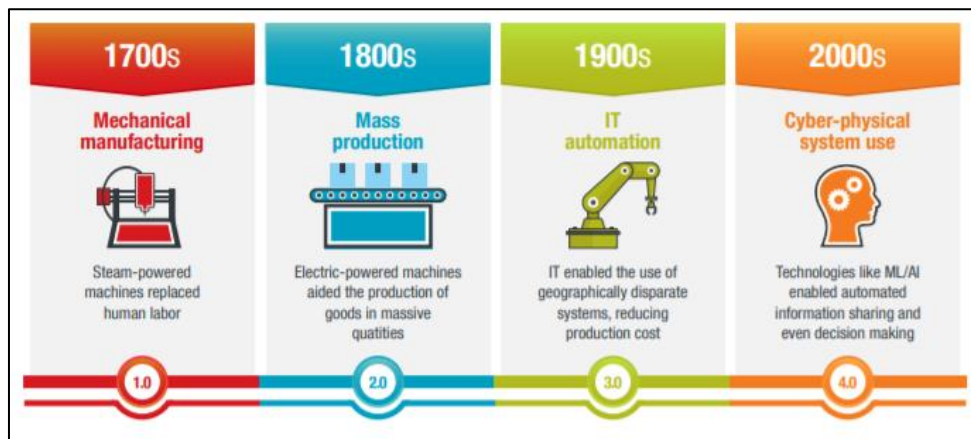 1700s
Mechanical
manufacturing
Steam-powered
machines replaced
human labor
1.0
1800s
Mass
production
Electric-powered machines
aided the production of
goods in massive
quatities
2.0
1900s
IT
automation
IT enabled the use of
geographically disparate
systems, reducing
production cost
3.0
2000s
Cyber-physical
system use
Technologies like ML/AI
enabled automated
information sharing and
even decision making
4.0